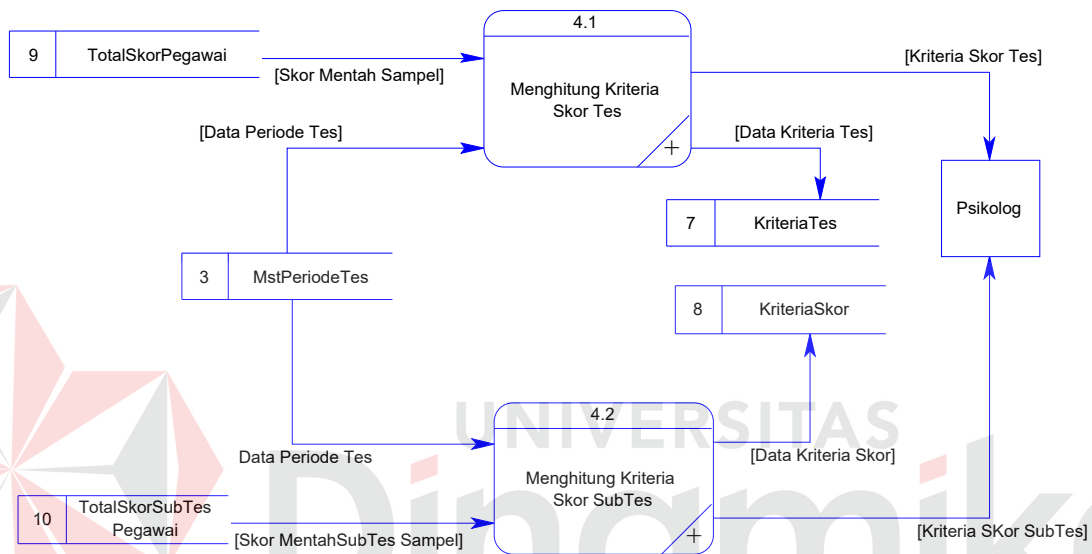 4.1
9
TotalSkorPegawai
[Skor Mentah Sampel]
Menghitung Kriteria
Skor Tes
+
[Kriteria Skor Tes]
[Data Periode Tes]
[Data Kriteria Tes]
7
KriteriaTes
Psikolog
3
MstPeriodeTes
8
KriteriaSkor
UNIVERSITAS
Dinamika
4.2
Data Periode Tes
Menghitung Kriteria
Skor SubTes
+
[Data Kriteria Skor]
10
TotalSkorSubTes
Pegawai
[Skor MentahSubTes Sampel]
[Kriteria SKor SubTes]